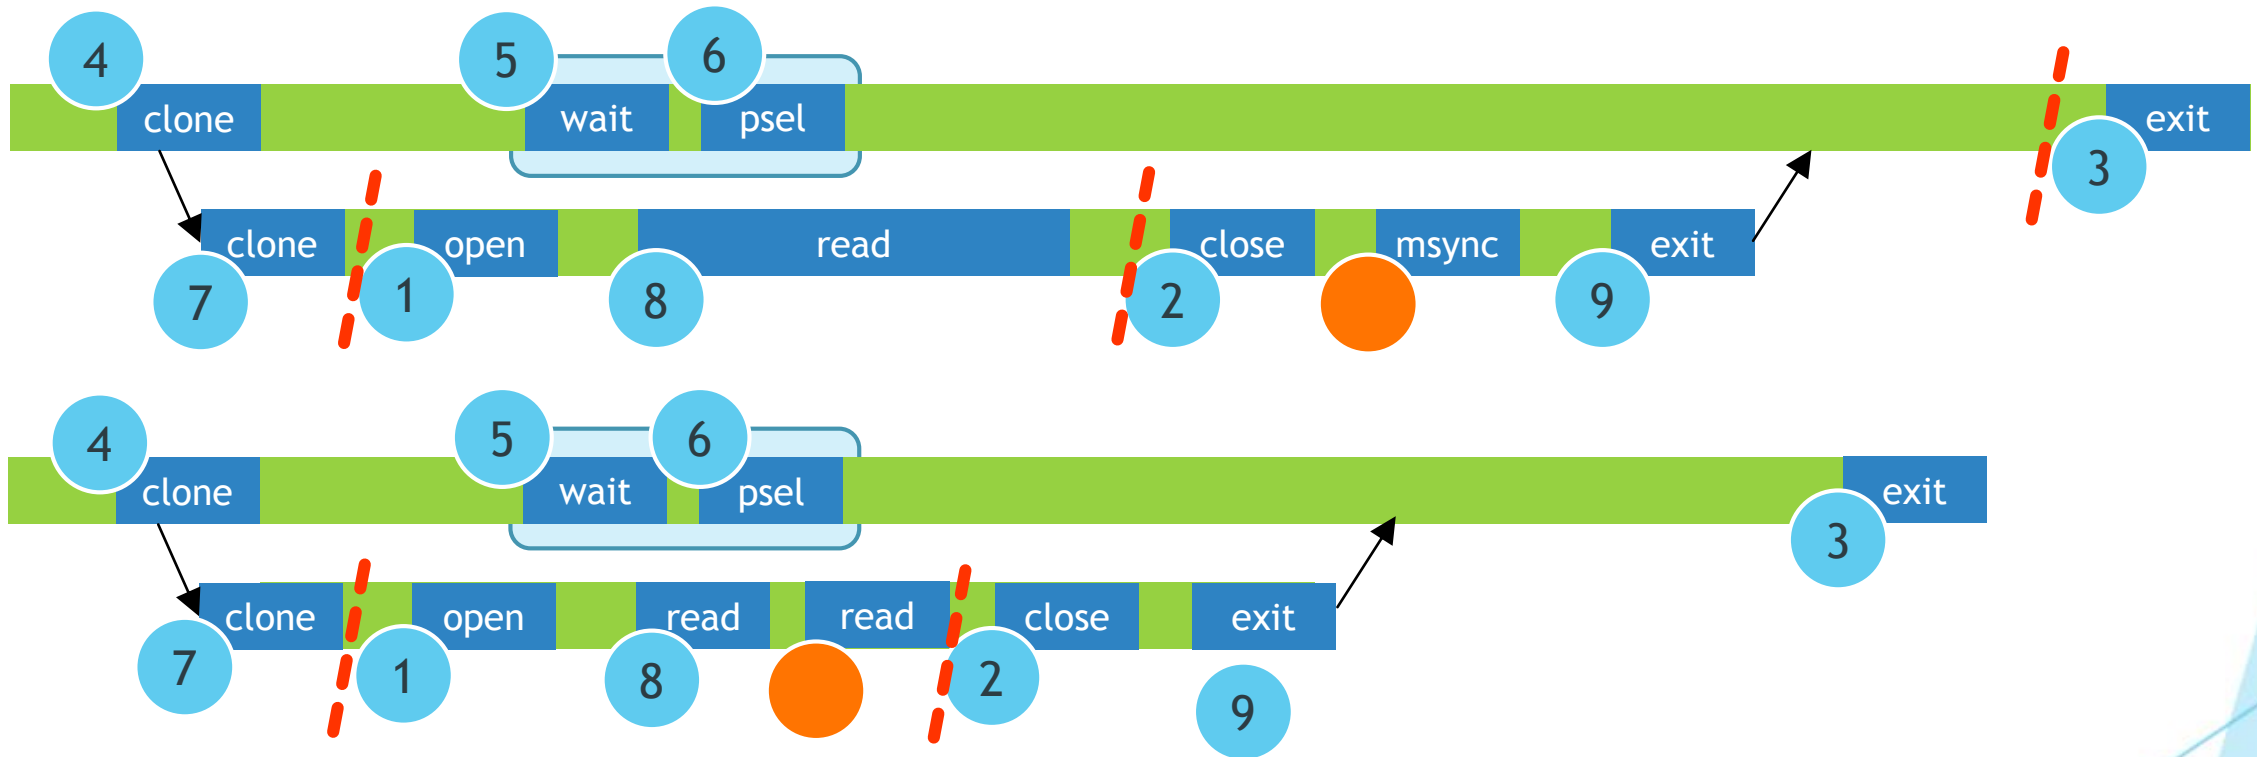 4 5 6
clone wait psel exit
3
clone open read close msync exit
7 1 8 2 9
4 5 6
clone wait psel exit
3
clone open read read close exit
7 1 8 2 9